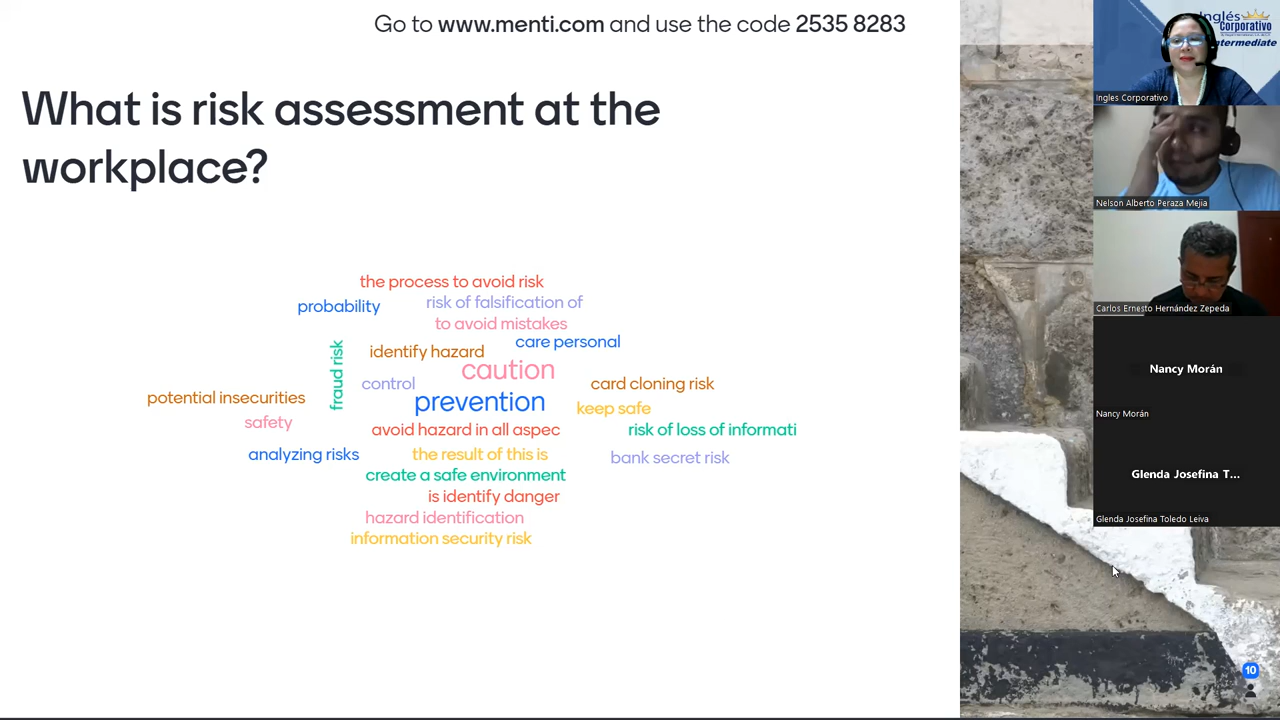 Go to www.menti.com and use the code 2535 8283
What is risk assessment at the
workplace?
the process to avoid risk
probability
risk of falsification of
to avoid mistakes
care personal
fraud risk
identify hazard
caution
control
card cloning risk
potential insecurities
prevention
keep safe
safety
avoid hazard in all aspec
risk of loss of informati
analyzing risks
the result of this is
bank secret risk
create a safe environment
is identify danger
hazard identification
information security risk
Inglés
Corporativo
Intermediate
Ingles Corporativo
Nelson Alberto Peraza Mejia
Carlos Ernesto Hernández Zepeda
Nancy Morán
Nancy Morán
Glenda Josefina T...
Glenda Josefina Toledo Leiva
10